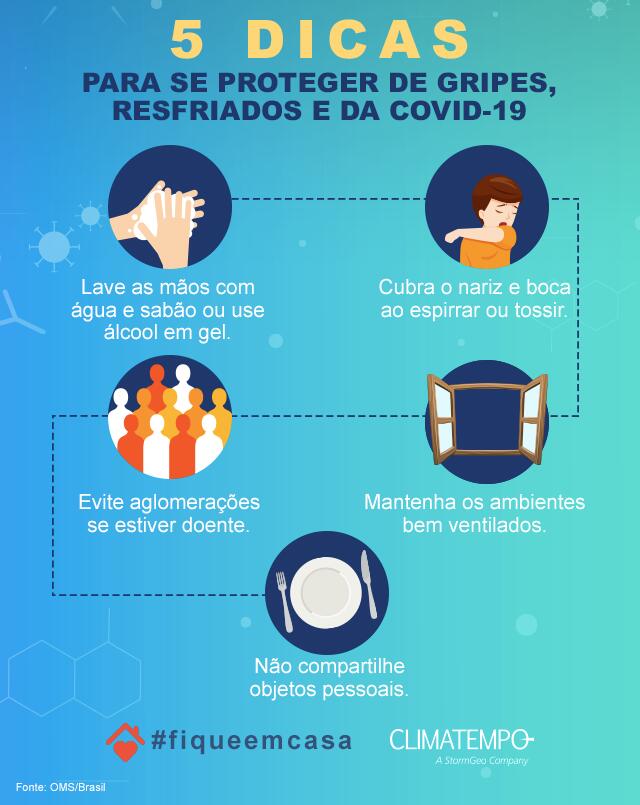 5 DICAS
PARA SE PROTEGER DE GRIPES,
RESFRIADOS E DA COVID-19
Lave as mãos com
água e sabão ou use
álcool em gel.
Cubra o nariz e boca
ao espirrar ou tossir.
Evite aglomerações
se estiver doente.
Mantenha os ambientes
bem ventilados.
Não compartilhe
objetos pessoais.
#fiqueemcasa
CLIMATEMPO
A StormGeo Company
Fonte: OMS/Brasil